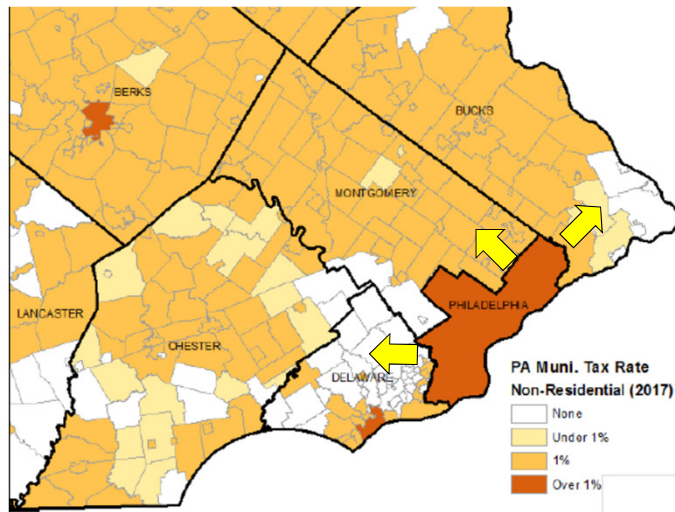 BERKS
BUCKS
MONTGOMERY
PHILADELPHIA
LANCASTER
CHESTER
DELAWARE
PA Muni. Tax Rate
Non-Residential (2017)
None
Under 1%
1%
Over 1%